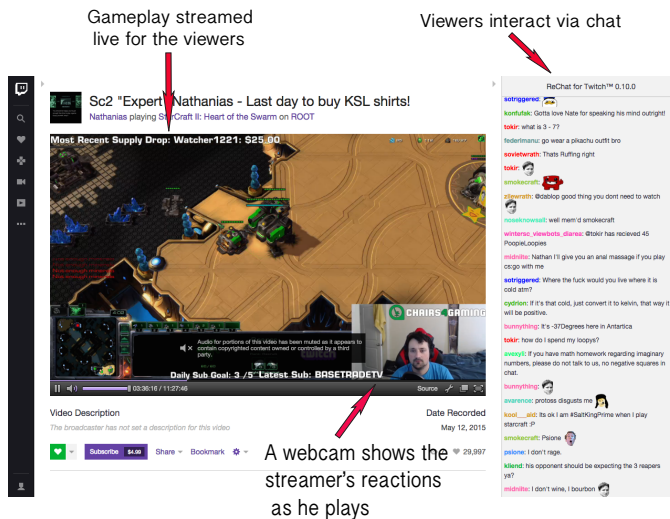 Gameplay streamed
live for the viewers
Viewers interact via chat
Sc2 "Expert" Nathanias - Last day to buy KSL shirts!
Nathanias playing StarCraft II: Heart of the Swarm on ROOT
Most Recent Supply Drop: Watcher1221: $25.00
CHAIRS4GAMING
Audio for portions of this video has been muted as it appears to
contain copyrighted content owned or controlled by a third
party.
twitch
Daily Sub Goal: 3 /5 Latest Sub: BASETRADETV
03:36:16 / 11:27:46
Source
Video Description
Date Recorded
The broadcaster has not set a description for this video
May 12, 2015
Subscribe $4.99 Share Bookmark
29,997
A webcam shows the
streamer's reactions
as he plays
ReChat for Twitch™ 0.10.0
sotriggered:
konfufak: Gotta love Nate for speaking his mind outright!
tokir: what is 3 - 7?
federimanu: go wear a pikachu outfit bro
sovietwrath: Thats Ruffing right
tokir:
smokecraft:
zilewrath: @dablop good thing you dont need to watch
noseknowsall: well mem'd smokecraft
wintersc_viewbots_diarea: @tokir has recieved 45
PoopieLoopies
midnilte: Nathan I'll give you an anal massage if you play
cs:go with me
sotriggered: Where the fuck would you live where it is
cold atm?
cydrion: If it's that cold, just convert it to kelvin, that way it
will be positive.
bunnything: It's -37Degrees here in Antartica
tokir: how do I spend my loopys?
avexyli: If you have math homework regarding imaginary
numbers, please do not talk to us, no negative squares in
chat.
bunnything:
avarence: protoss disgusts me
kool__aid: its ok I am #SaltKingPrime when I play
starcraft :P
smokecraft: Psione
psione: I don't rage.
kliend: his opponent should be expecting the 3 reapers
ya?
midnilte: I don't wine, I bourbon